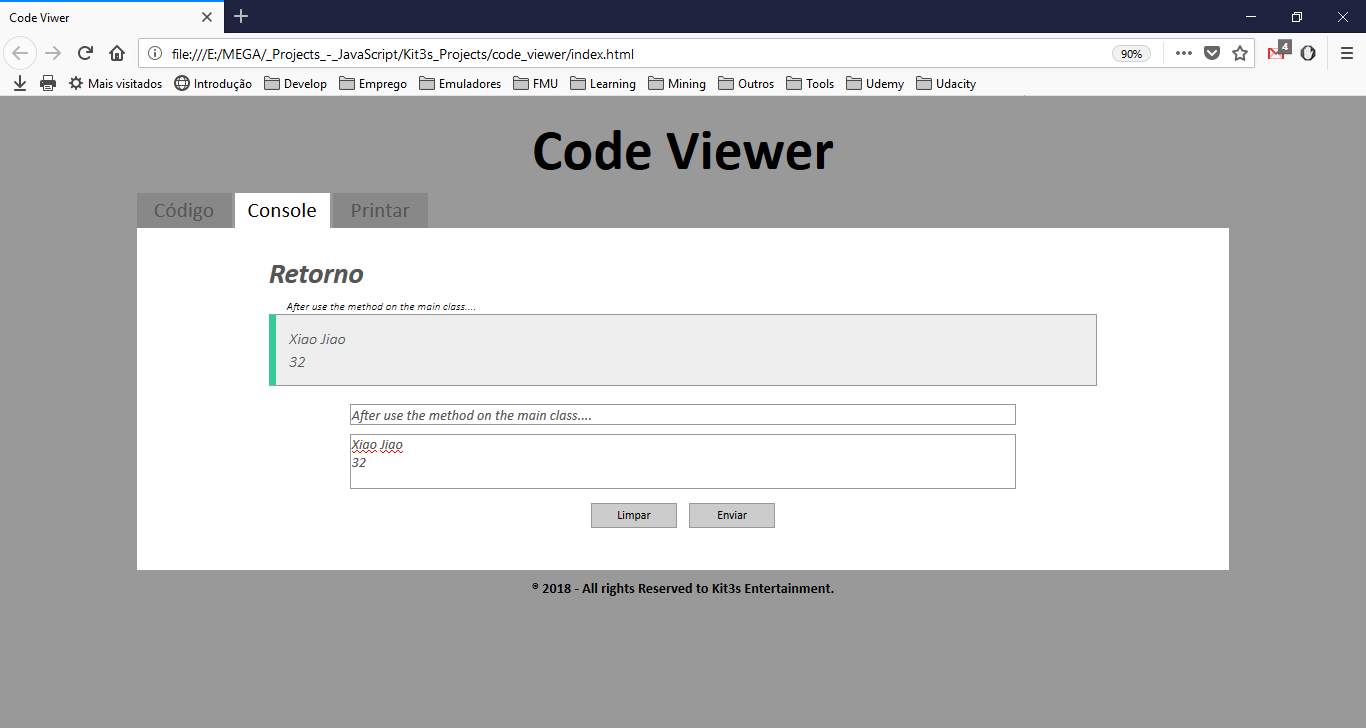 Code Viwer
file:///E:/MEGA/_Projects_-_JavaScript/Kit3s_Projects/code_viewer/index.html 90% 4
Mais visitados Introdução Develop Emprego Emuladores FMU Learning Mining Outros Tools Udemy Udacity
Code Viewer
Código Console Printar
Retorno
After use the method on the main class....
Xiao Jiao
32
After use the method on the main class....
Xiao Jiao
32
Limpar Enviar
® 2018 - All rights Reserved to Kit3s Entertainment.